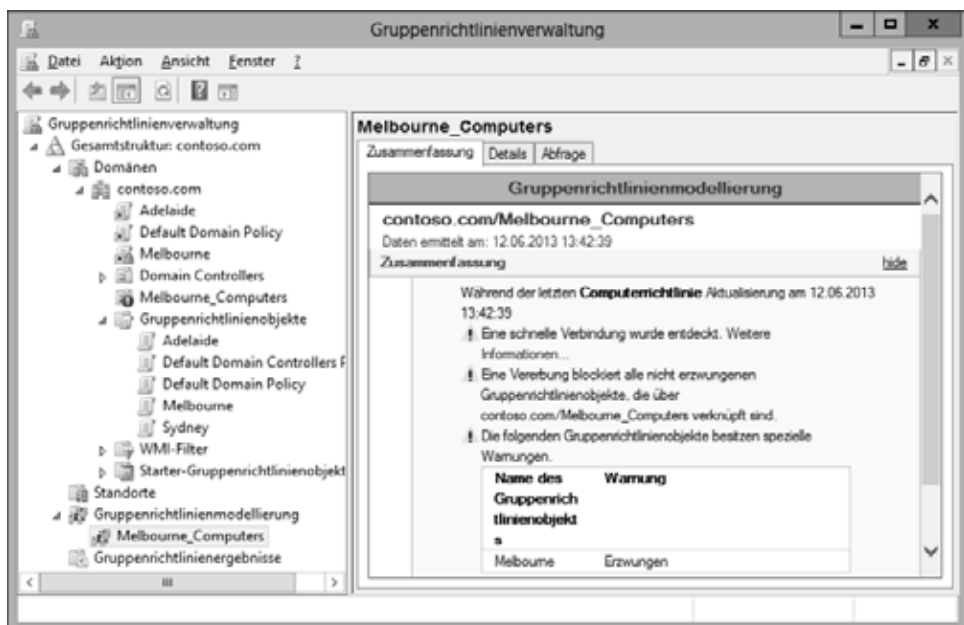 Gruppenrichtlinienverwaltung
Datei Aktion Ansicht Fenster ?
Gruppenrichtlinienverwaltung
Gesamtstruktur: contoso.com
Domänen
contoso.com
Adelaide
Default Domain Policy
Melbourne
Domain Controllers
Melbourne_Computers
Gruppenrichtlinienobjekte
Adelaide
Default Domain Controllers P
Default Domain Policy
Melbourne
Sydney
WMI-Filter
Starter-Gruppenrichtlinienobjekt
Standorte
Gruppenrichtlinienmodellierung
Melbourne_Computers
Gruppenrichtlinienergebnisse
Melbourne_Computers
Zusammenfassung Details Abfrage
Gruppenrichtlinienmodellierung
contoso.com/Melbourne_Computers
Daten ermittelt am: 12.06.2013 13:42:39
Zusammenfassung hide
Während der letzten Computerrichtlinie Aktualisierung am 12.06.2013
13:42:39
Eine schnelle Verbindung wurde entdeckt. Weitere
Informationen...
Eine Vererbung blockiert alle nicht erzwungenen
Gruppenrichtlinienobjekte, die über
contoso.com/Melbourne_Computers verknüpft sind.
Die folgenden Gruppenrichtlinienobjekte besitzen spezielle
Warnungen.
Name des Warnung
Gruppenrich
tlinienobjekt
s
Melbourne Erzwungen